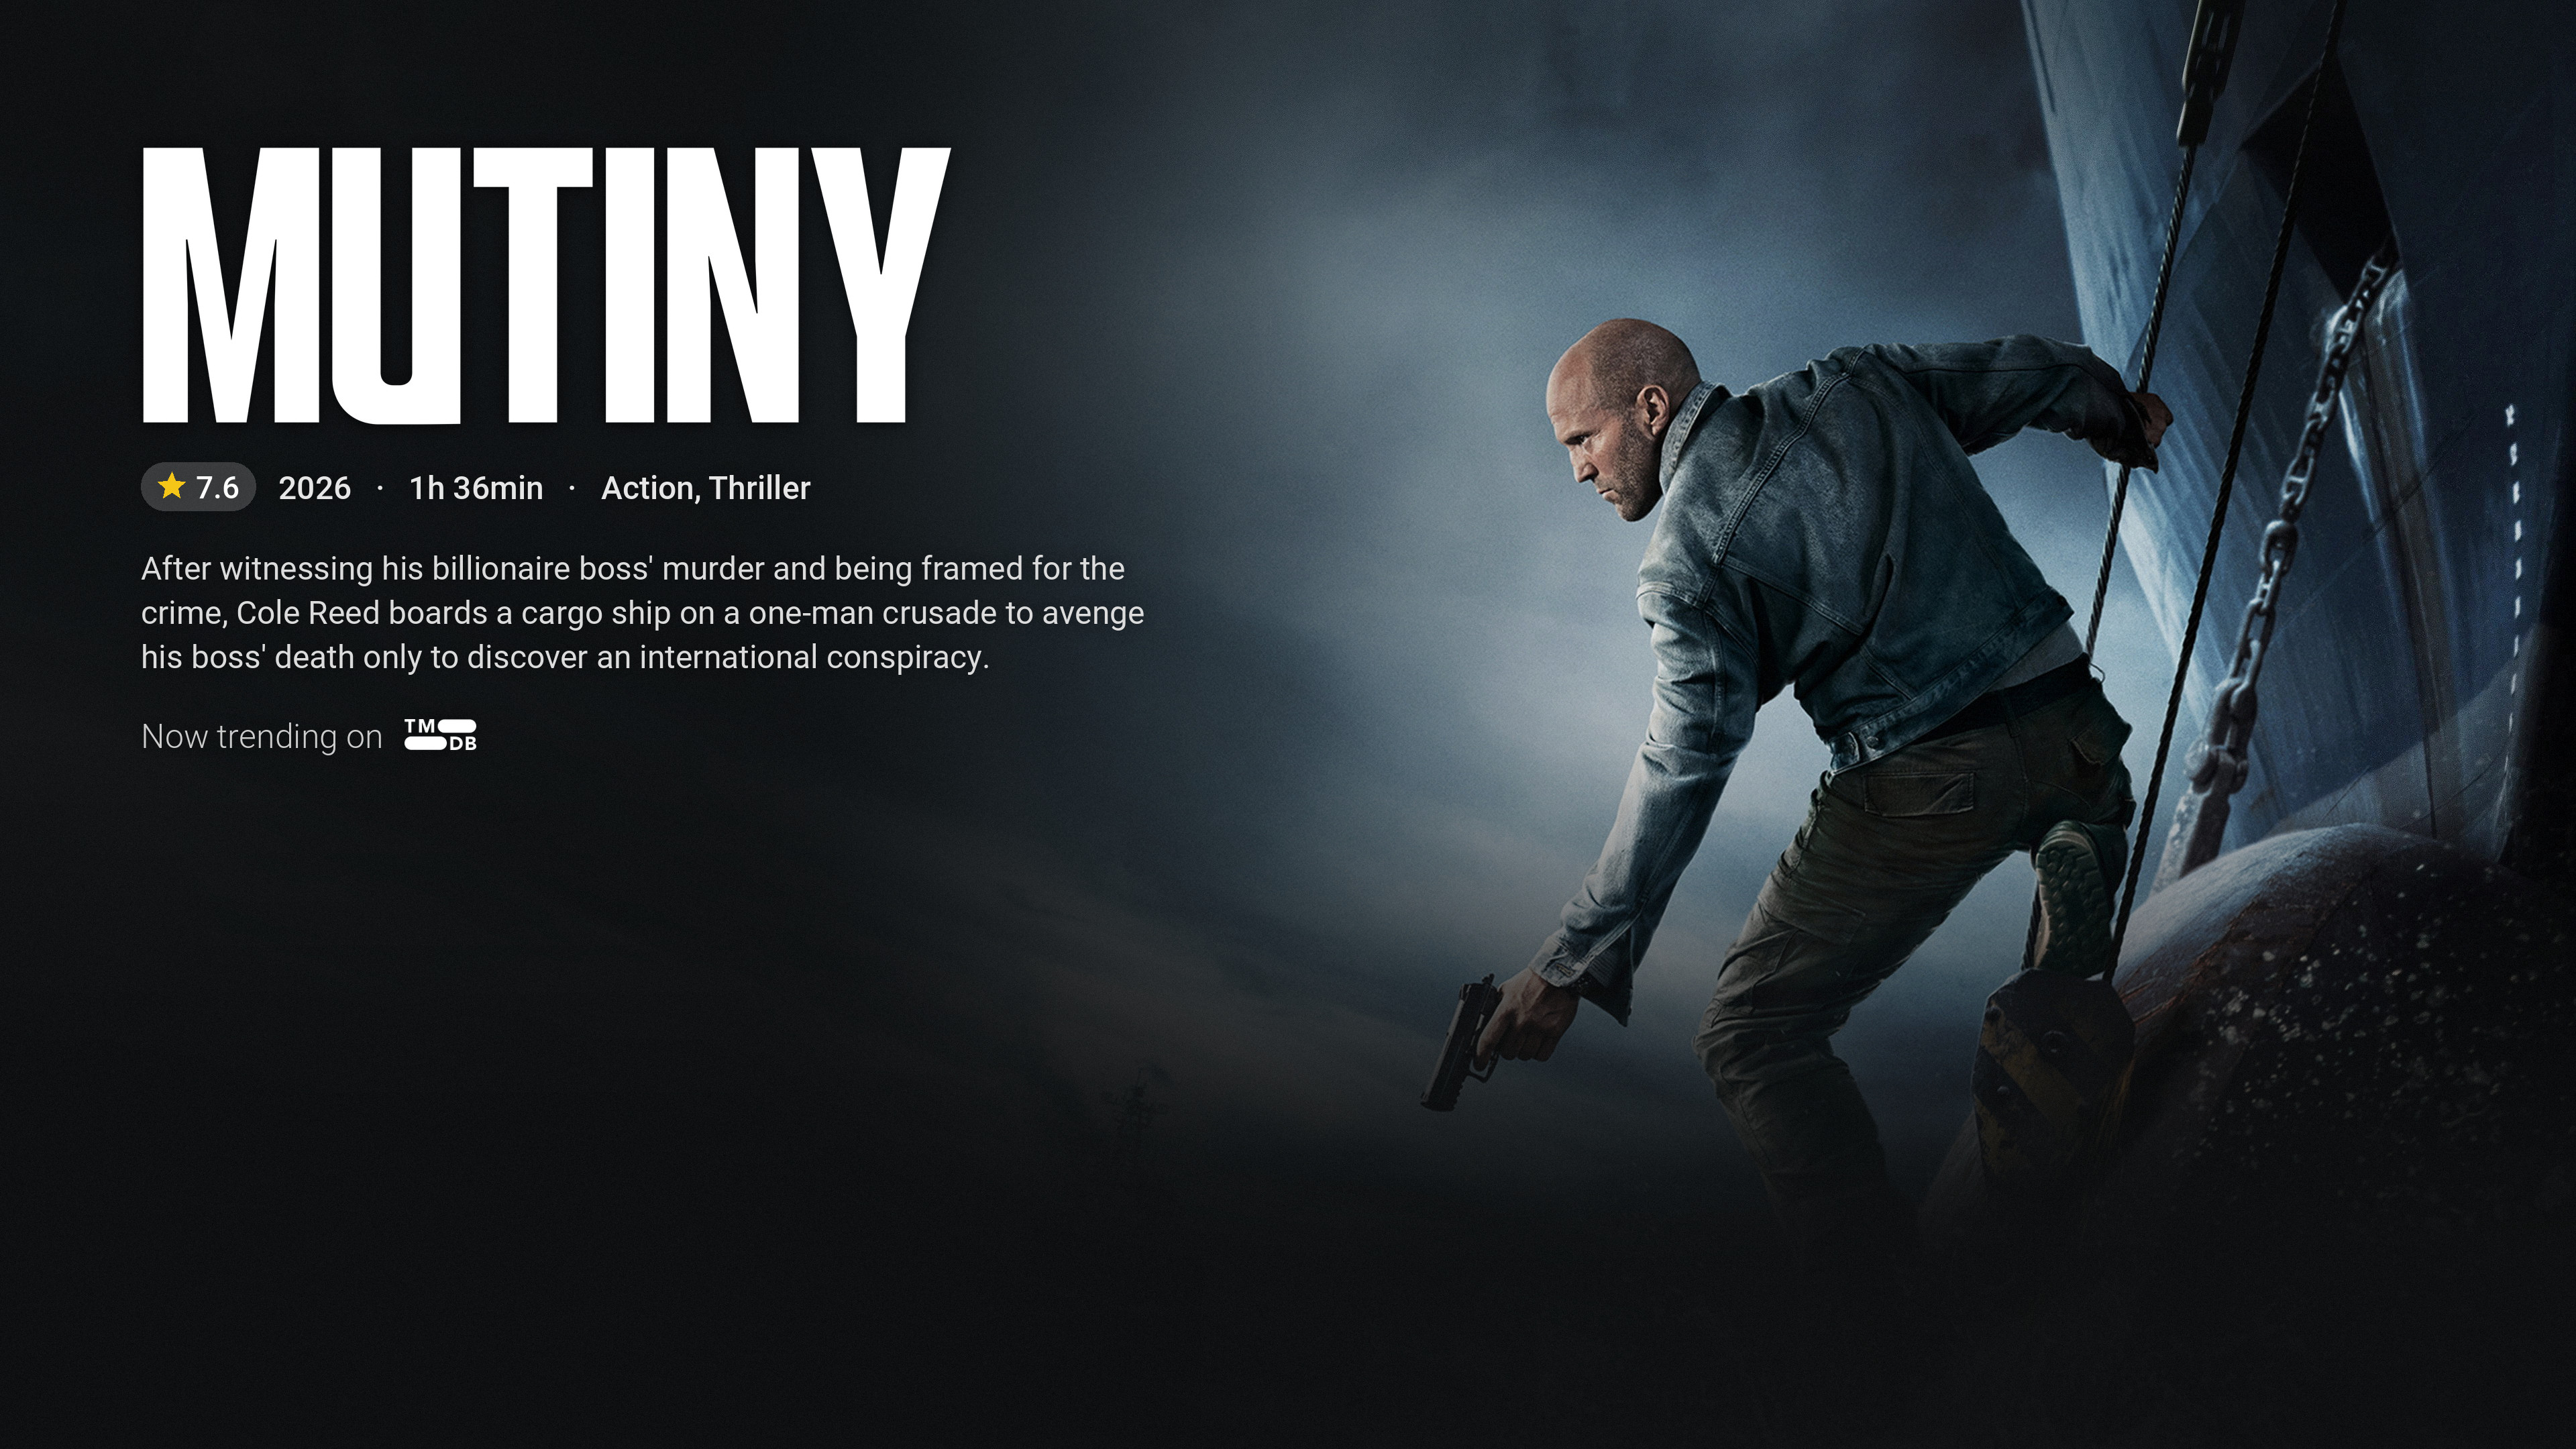 MUTINY
7.6 2026 · 1h 36min · Action, Thriller
After witnessing his billionaire boss' murder and being framed for the
crime, Cole Reed boards a cargo ship on a one-man crusade to avenge
his boss' death only to discover an international conspiracy.
Now trending on TMDB